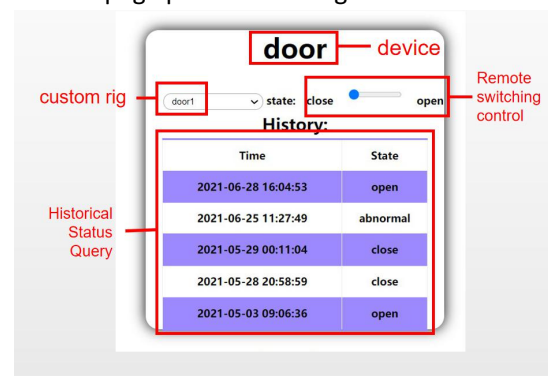 door
device
custom rig
door1
state:
close
open
Remote
switching
control
History:
Time State
2021-06-28 16:04:53 open
2021-06-25 11:27:49 abnormal
2021-05-29 00:11:04 close
2021-05-28 20:58:59 close
2021-05-03 09:06:36 open
Historical
Status
Query